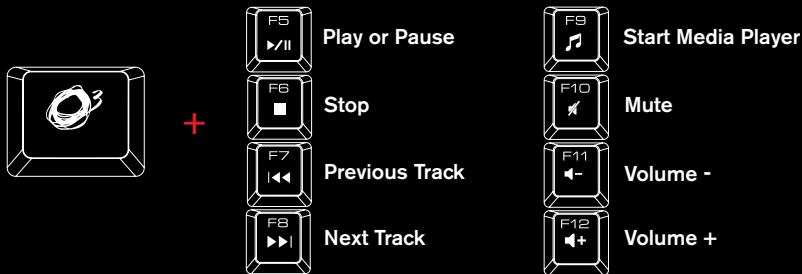 +
F5
Play or Pause
F6
Stop
F7
Previous Track
F8
Next Track
F9
Start Media Player
F10
Mute
F11
Volume -
F12
Volume +